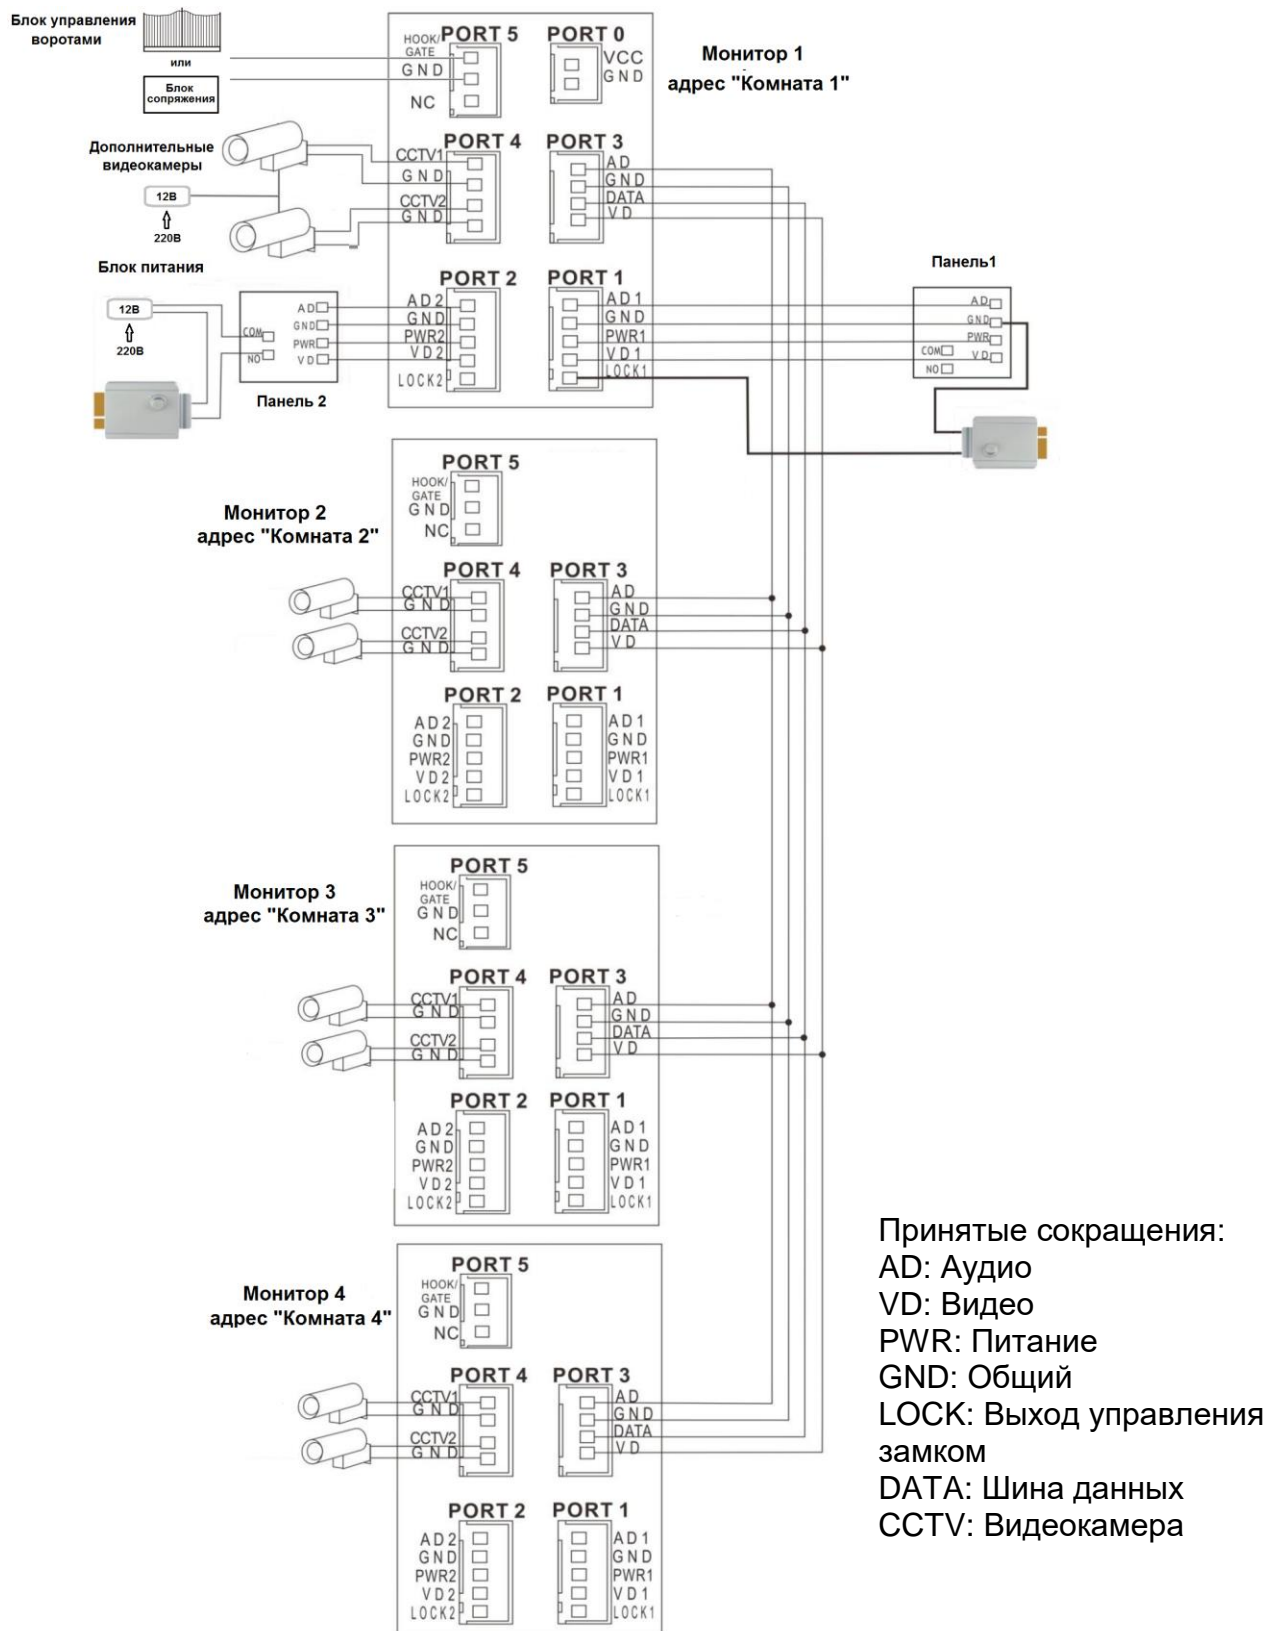 Блок управления
воротами
или
Блок
сопряжения
Дополнительные
видеокамеры
12В
220В
Блок питания
12В
220В
HOOK/
GATE
GND
NC
PORT 5
PORT 0
VCC
GND
Монитор 1
адрес "Комната 1"
PORT 4
CCTV1
GND
CCTV2
GND
PORT 3
AD
GND
DATA
VD
PORT 2
AD2
GND
PWR2
VD2
LOCK2
PORT 1
AD1
GND
PWR1
VD1
LOCK1
COM
NO
AD
GND
PWR
VD
Панель 2
Панель1
AD
GND
PWR
VD
COM
NO
Монитор 2
адрес "Комната 2"
PORT 5
HOOK/
GATE
GND
NC
PORT 4
CCTV1
GND
CCTV2
GND
PORT 3
AD
GND
DATA
VD
PORT 2
AD2
GND
PWR2
VD2
LOCK2
PORT 1
AD1
GND
PWR1
VD1
LOCK1
Монитор 3
адрес "Комната 3"
PORT 5
HOOK/
GATE
GND
NC
PORT 4
CCTV1
GND
CCTV2
GND
PORT 3
AD
GND
DATA
VD
PORT 2
AD2
GND
PWR2
VD2
LOCK2
PORT 1
AD1
GND
PWR1
VD1
LOCK1
Монитор 4
адрес "Комната 4"
PORT 5
HOOK/
GATE
GND
NC
PORT 4
CCTV1
GND
CCTV2
GND
PORT 3
AD
GND
DATA
VD
PORT 2
AD2
GND
PWR2
VD2
LOCK2
PORT 1
AD1
GND
PWR1
VD1
LOCK1
Принятые сокращения:
AD: Аудио
VD: Видео
PWR: Питание
GND: Общий
LOCK: Выход управления
замком
DATA: Шина данных
CCTV: Видеокамера